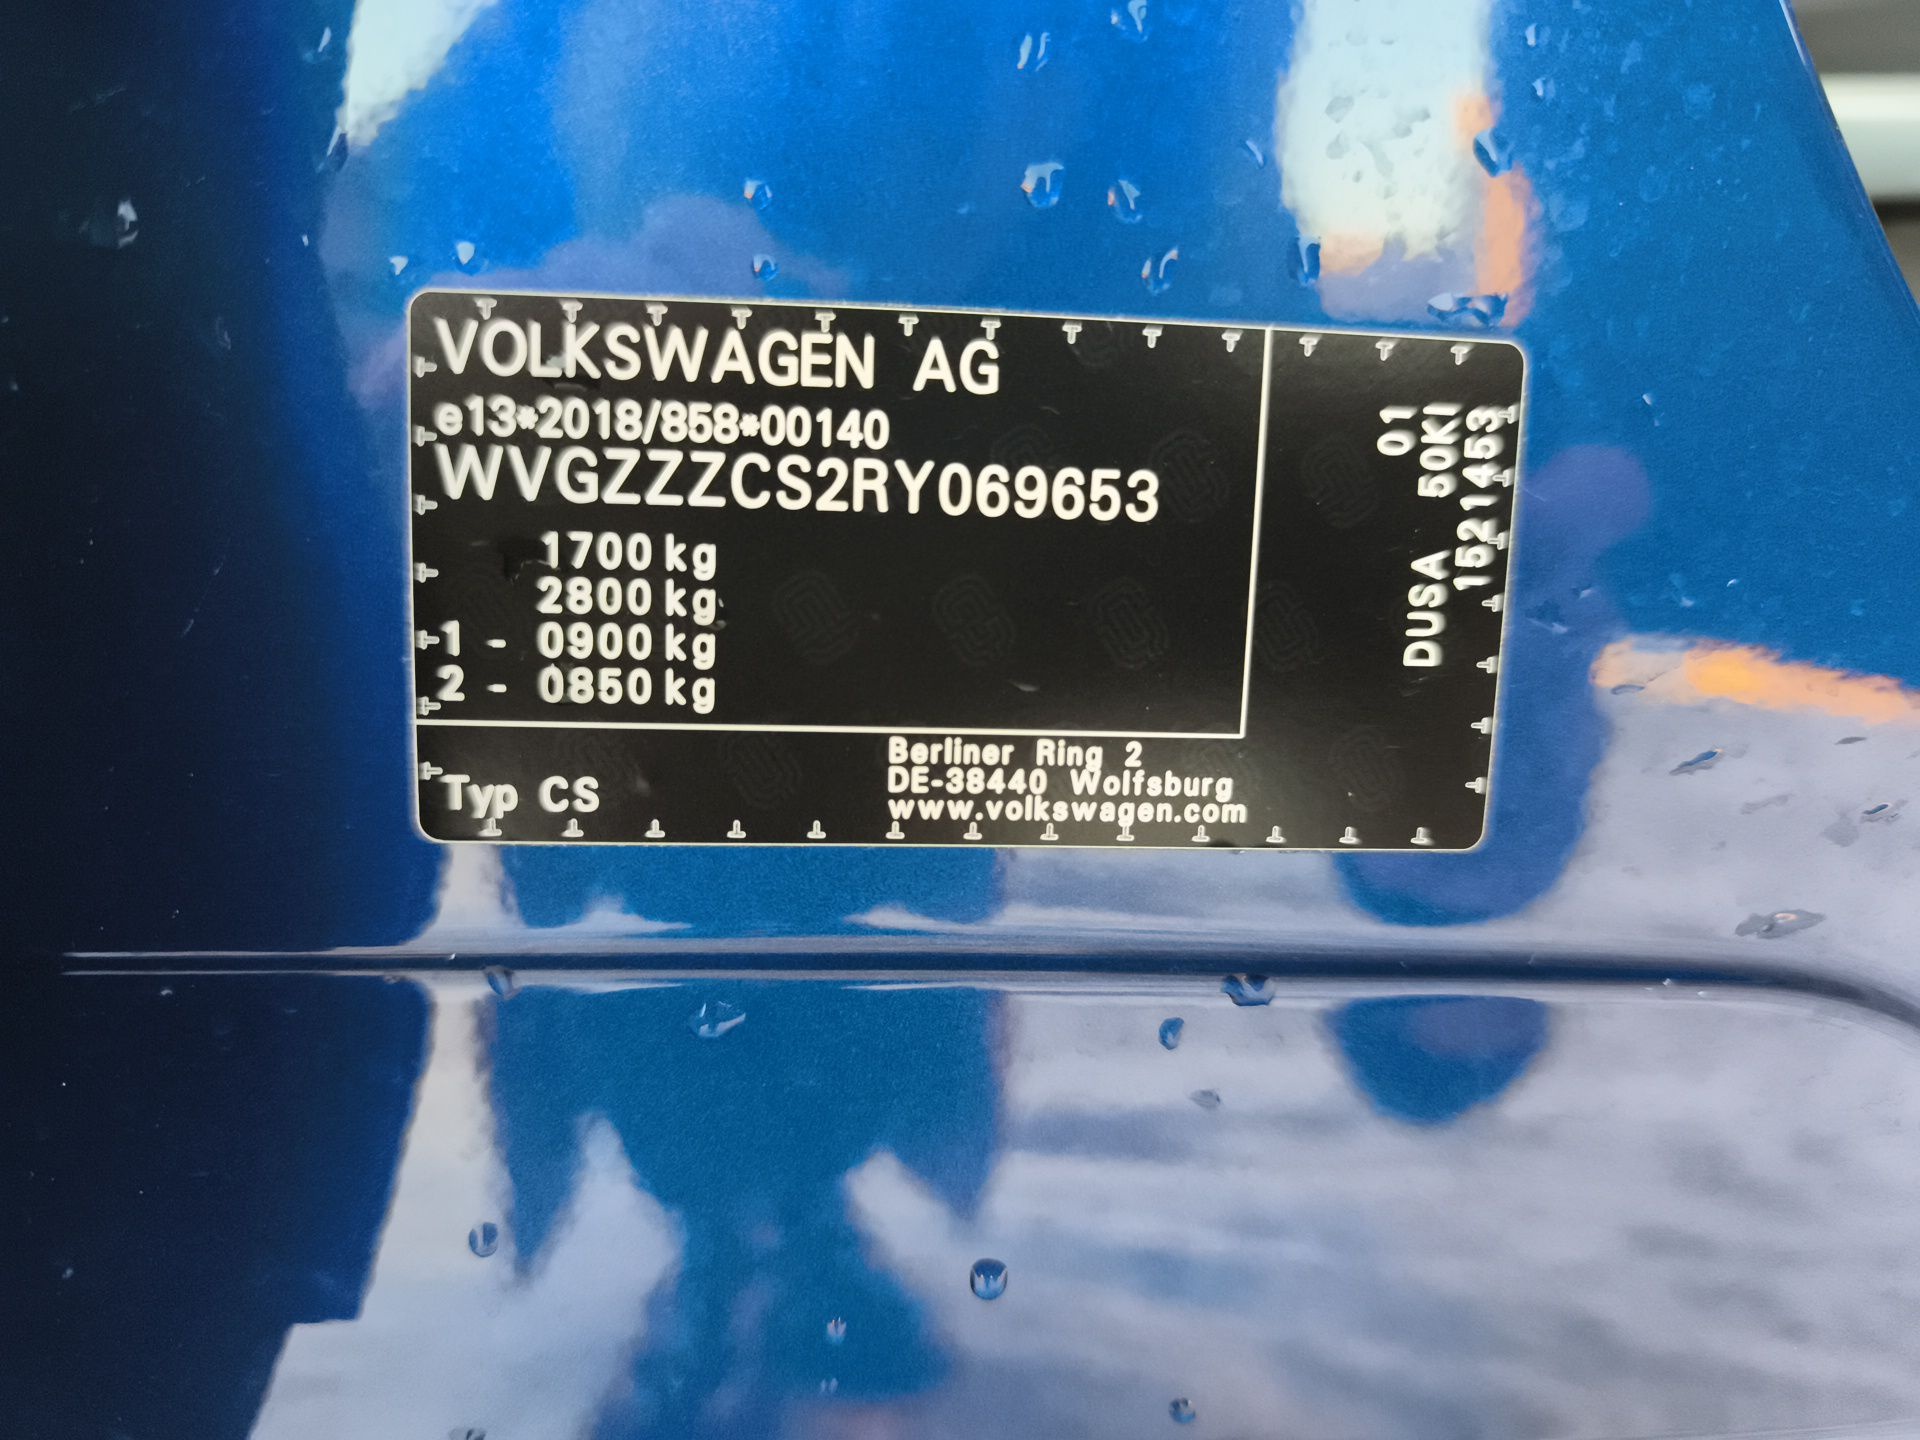 VOLKSWAGEN AG
e13*2018/858*00140
WVGZZZCS2RY069653
1700 kg
2800 kg
1 - 0900 kg
2 - 0850 kg
Typ CS
Berliner Ring 2
DE-38440 Wolfsburg
www.volkswagen.com
01
DUSA 50KI
1521453